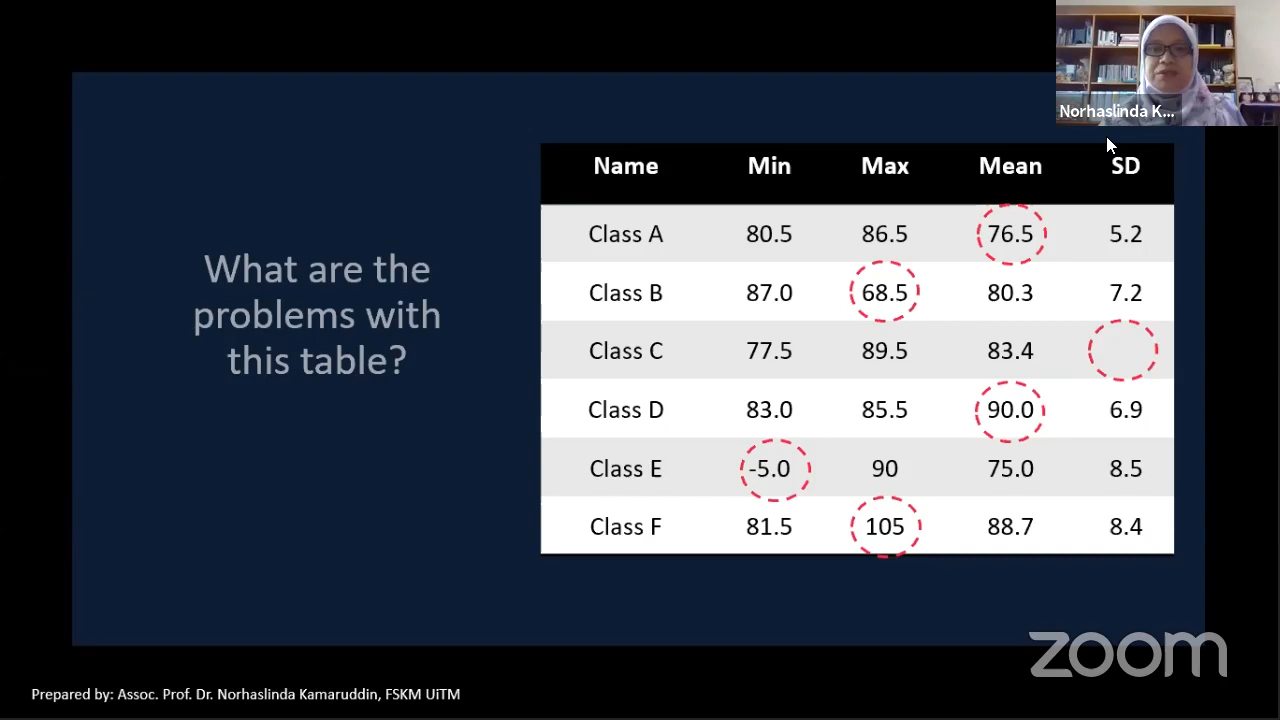 Norhaslinda K...
What are the
problems with
this table?
Name Min Max Mean SD
Class A 80.5 86.5 76.5 5.2
Class B 87.0 68.5 80.3 7.2
Class C 77.5 89.5 83.4
Class D 83.0 85.5 90.0 6.9
Class E -5.0 90 75.0 8.5
Class F 81.5 105 88.7 8.4
zoom
Prepared by: Assoc. Prof. Dr. Norhaslinda Kamaruddin, FSKM UiTM